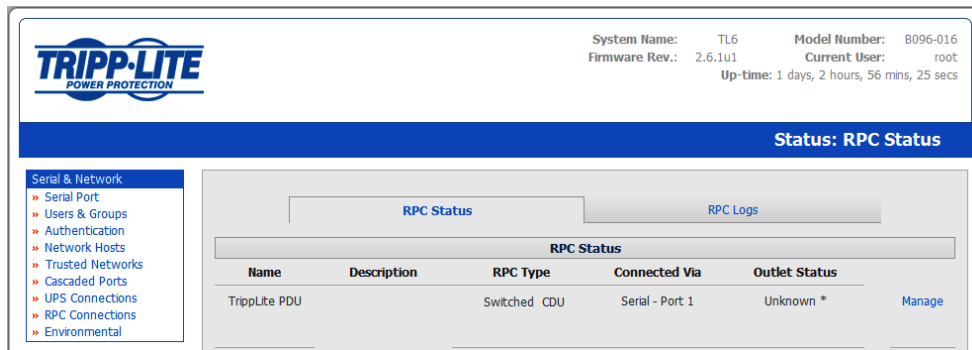 System Name: TL6 Model Number: B096-016
Firmware Rev.: 2.6.1u1 Current User: root
Up-time: 1 days, 2 hours, 56 mins, 25 secs
TRIPP·LITE
POWER PROTECTION
Status: RPC Status
Serial & Network
» Serial Port
» Users & Groups
» Authentication
» Network Hosts
» Trusted Networks
» Cascaded Ports
» UPS Connections
» RPC Connections
» Environmental
RPC Status RPC Logs
RPC Status
Name Description RPC Type Connected Via Outlet Status
TrippLite PDU Switched CDU Serial - Port 1 Unknown * Manage